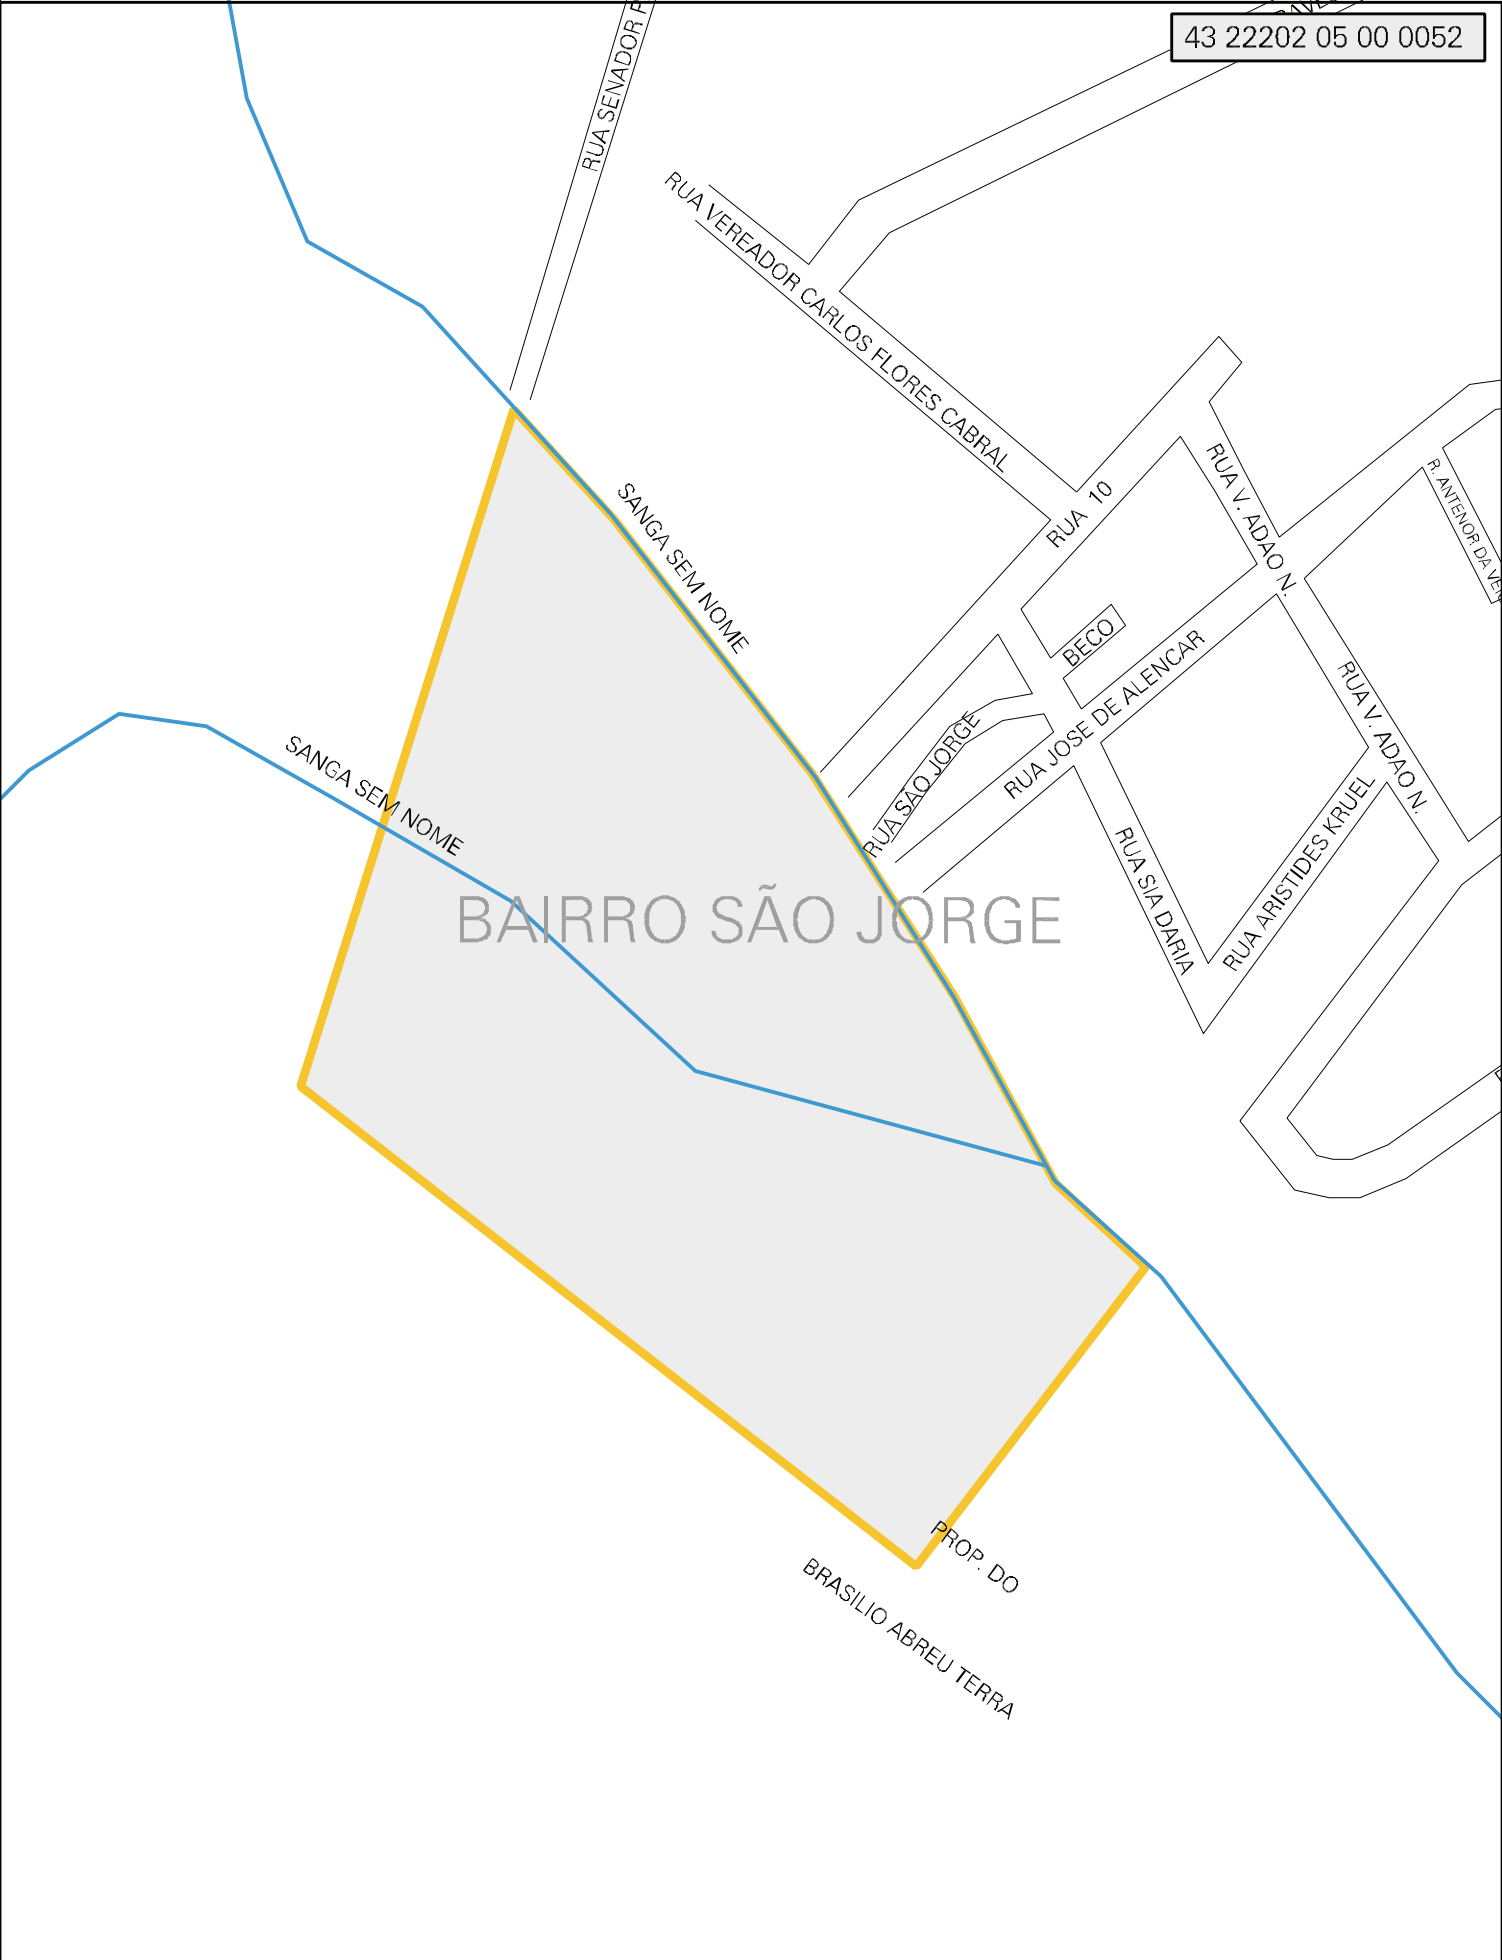 43 22202 05 00 0052
RUA SENADOR
RUA VEREADOR CARLOS FLORES CABRAL
RUA 10
RUA V. ADAO N.
R. ANTENOR DA
SANGA SEM NOME
BECO
RUA JOSE DE ALENCAR
RUA V. ADAO N.
RUA SÃO JORGE
SANGA SEM NOME
RUA SIA DARIA
RUA ARISTIDES KRUEL
BAIRRO SÃO JORGE
PROP. DO
BRASILIO ABREU TERRA